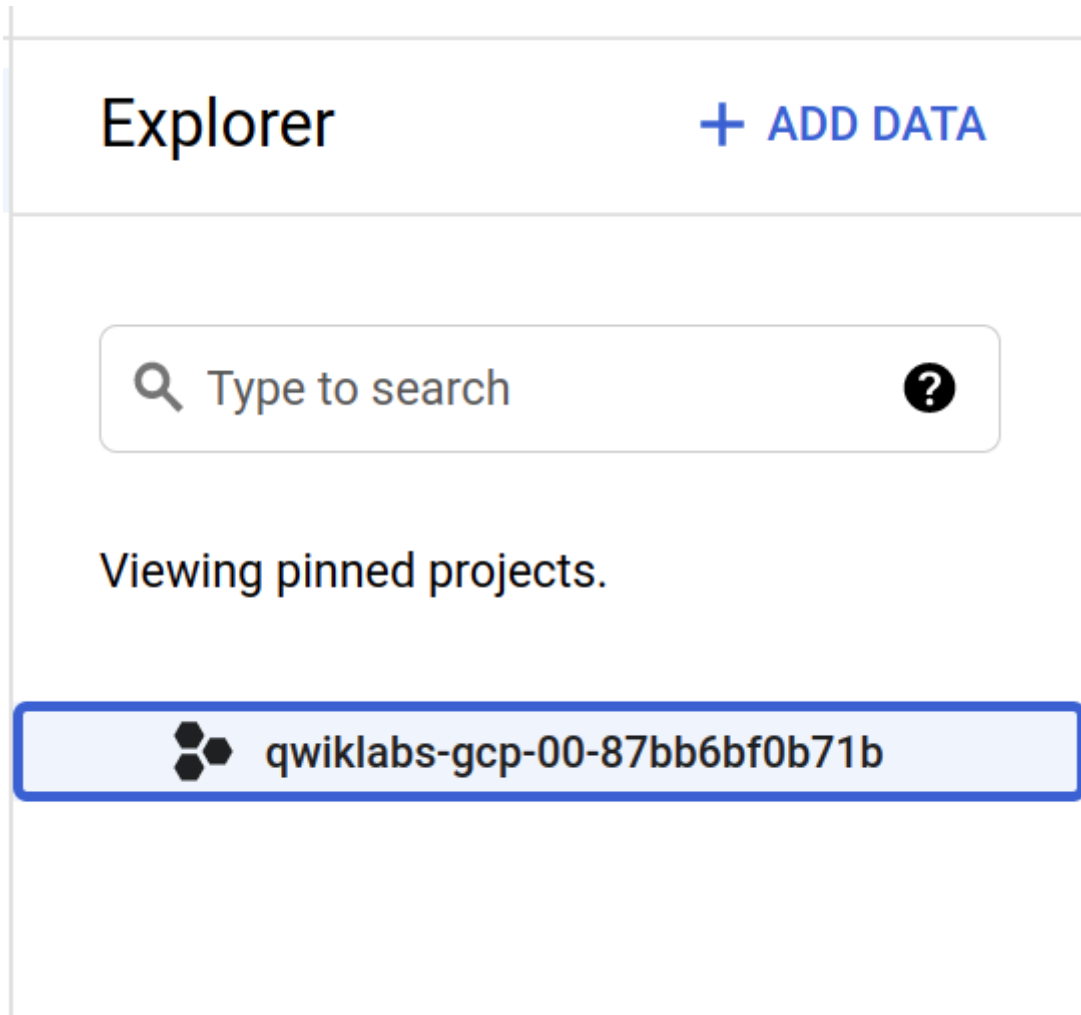 Explorer
+ ADD DATA
Type to search
?
Viewing pinned projects.
qwiklabs-gcp-00-87bb6bf0b71b